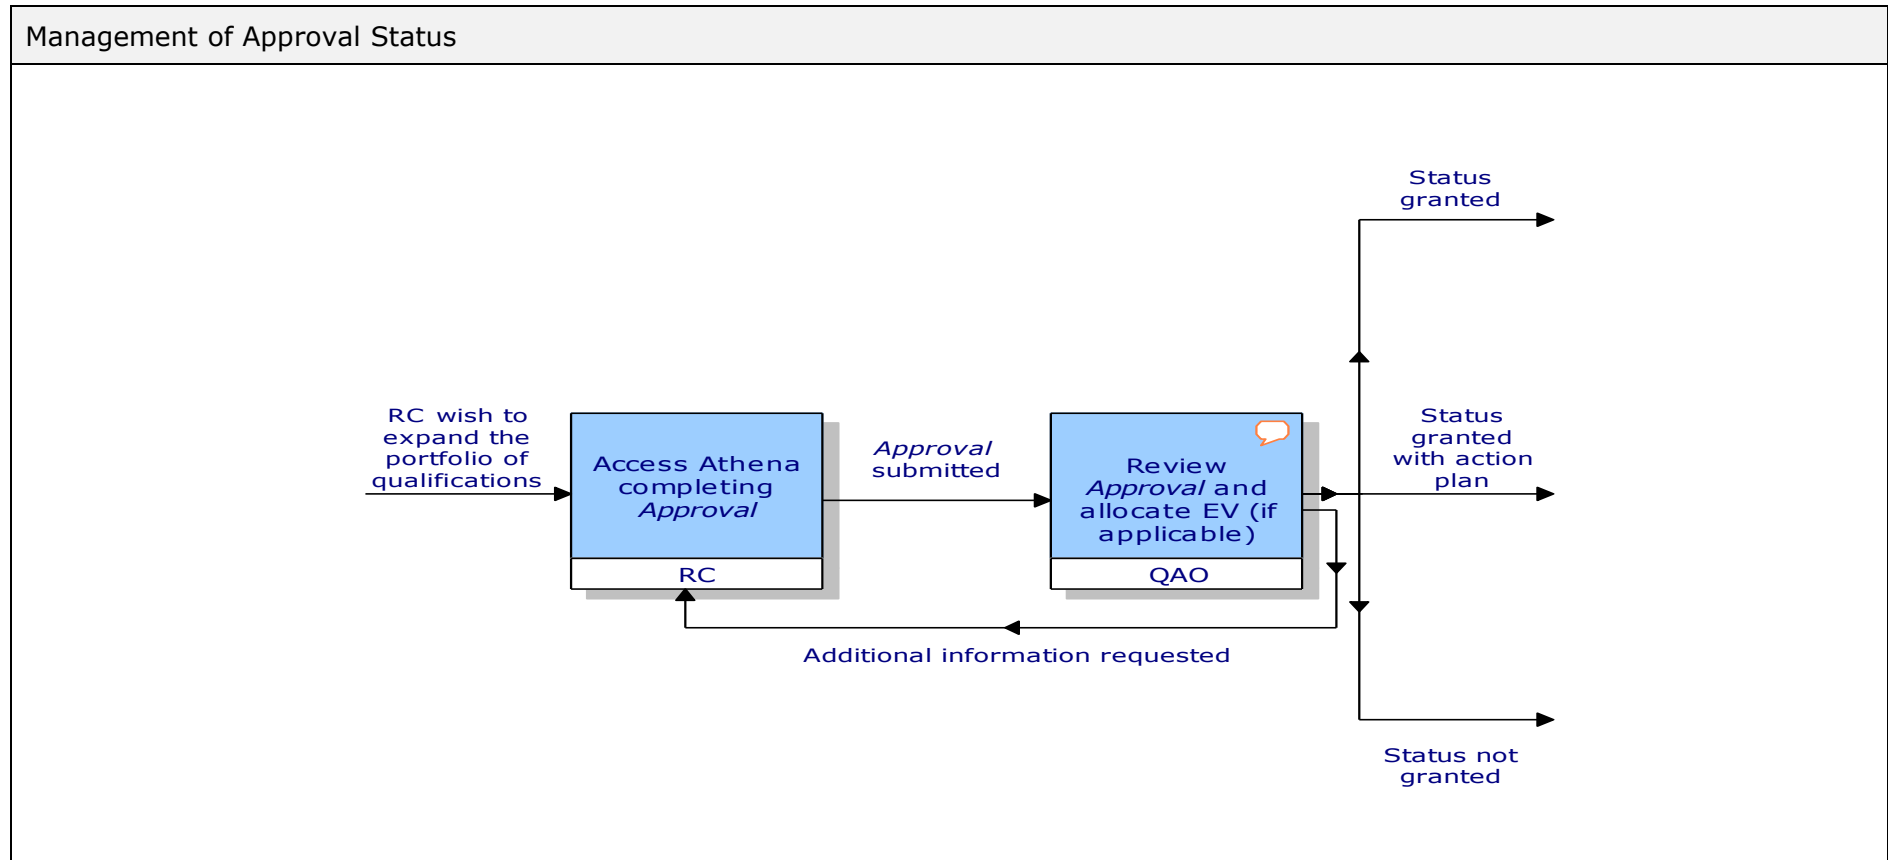 Management of Approval Status
Status
granted
RC wish to
expand the
portfolio of
qualifications
Access Athena
completing
Approval
RC
Approval
submitted
Review
Approval and
allocate EV (if
applicable)
QAO
Status
granted
with action
plan
Additional information requested
Status not
granted